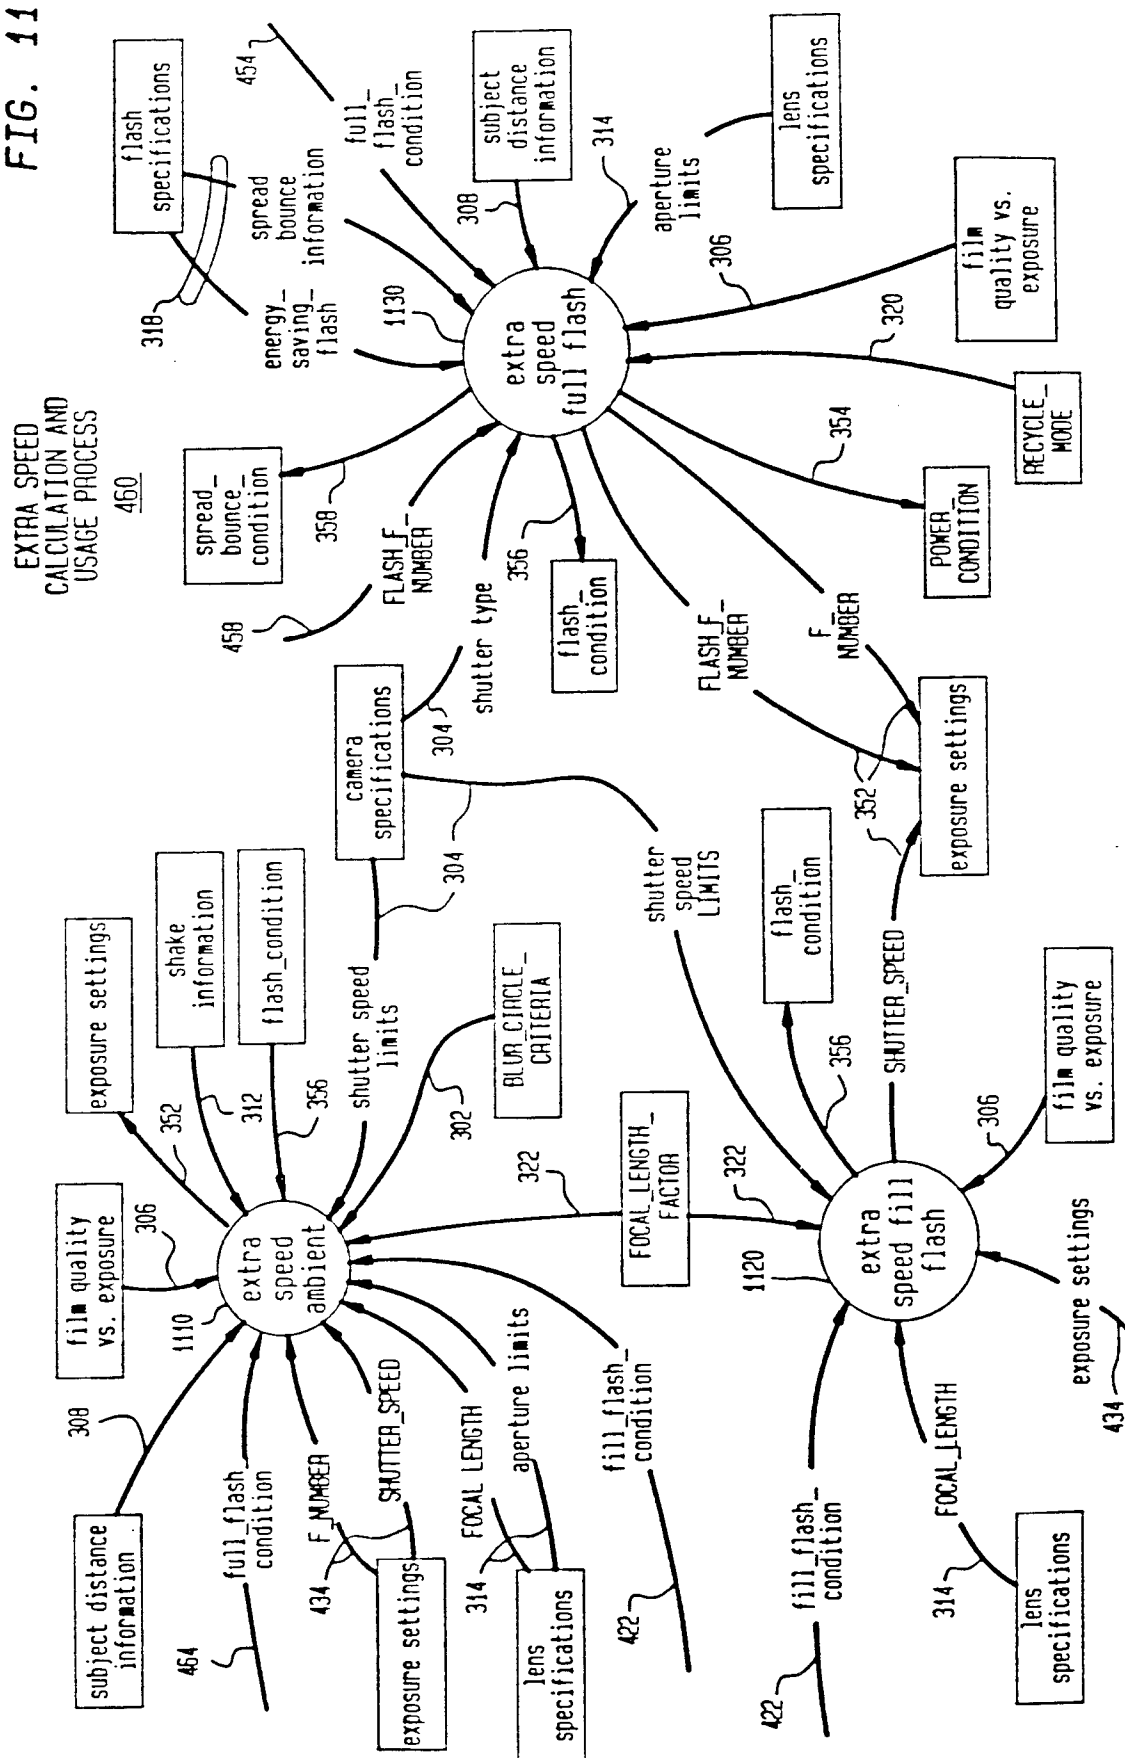 FIG. 11
EXTRA SPEED
CALCULATION AND
USAGE PROCESS
460
subject distance
information
308
film quality
vs. exposure
306
exposure settings
352
shake
information
312
flash_condition
356
1110
extra
speed
ambient
464
full_flash_
condition
434
F_NUMBER
SHUTTER_SPEED
exposure settings
314
FOCAL LENGTH
aperture limits
lens
specifications
422
fill_flash_
condition
shutter speed
limits
304
302
BLUR_CIRCLE_
CRITERIA
322
FOCAL_LENGTH_
FACTOR
322
camera
specifications
304
304
shutter type
shutter
speed
LIMITS
458
FLASH_F_
NUMBER
spread_
bounce_
condition
358
318
flash
specifications
energy_
saving_
flash
spread
bounce
information
454
full_
flash_
condition
1130
extra
speed
full flash
308
subject
distance
information
314
aperture
limits
lens
specifications
306
film
quality vs.
exposure
320
RECYCLE_
MODE
354
POWER_
CONDITION
356
flash_
condition
FLASH_F_
NUMBER
F_
NUMBER
352
352
exposure settings
SHUTTER_SPEED
flash_
condition
356
1120
extra
speed fill
flash
306
film quality
vs. exposure
exposure settings
434
422
fill_flash_
condition
314
FOCAL_LENGTH
lens
specifications